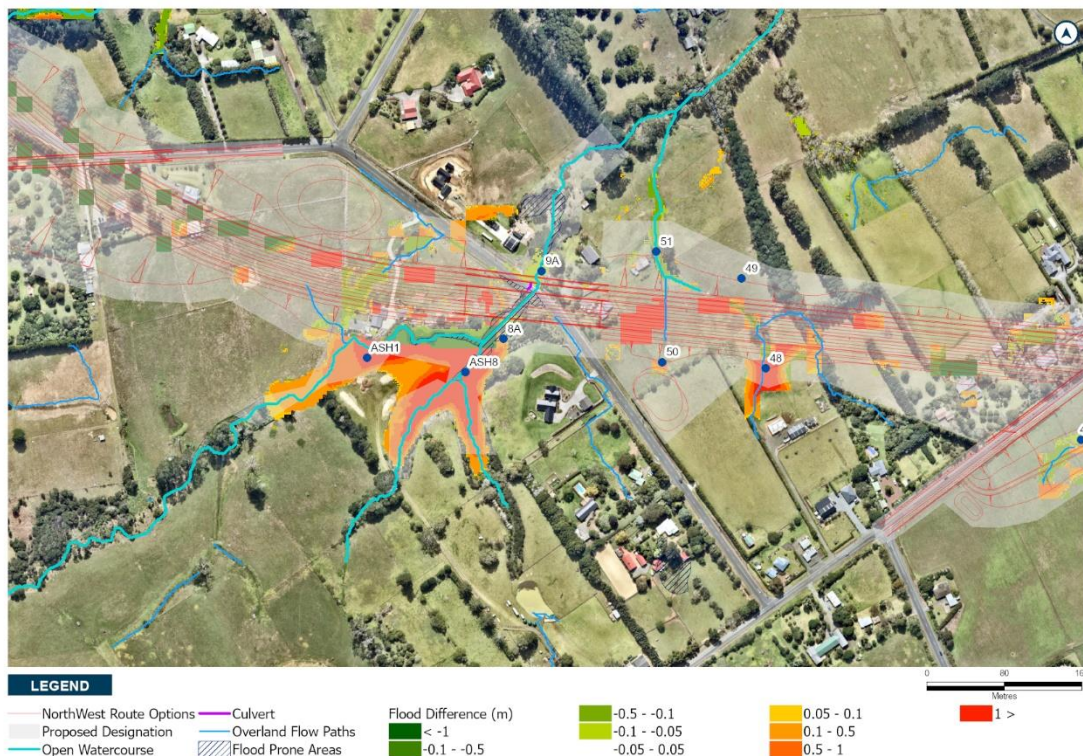 51
49
9A
8A
ASH1
ASH8
50
48
4
LEGEND
NorthWest Route Options
Proposed Designation
Open Watercourse
Culvert
Overland Flow Paths
Flood Prone Areas
Flood Difference (m)
< -1
-0.1 - -0.5
-0.5 - -0.1
-0.1 - -0.05
-0.05 - 0.05
0.05 - 0.1
0.1 - 0.5
0.5 - 1
1 >
0 80 16
Metres